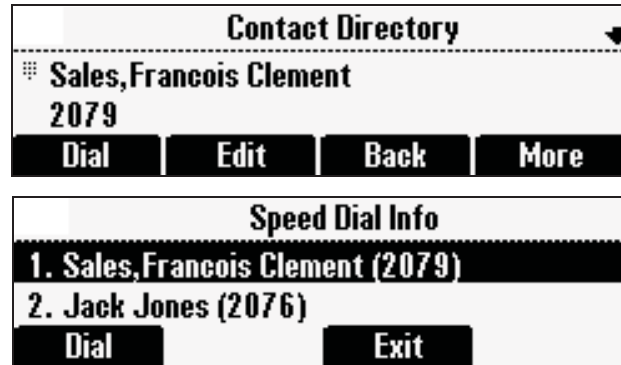 Contact Directory
Sales,Francois Clement
2079
Dial Edit Back More
Speed Dial Info
1. Sales,Francois Clement (2079)
2. Jack Jones (2076)
Dial Exit